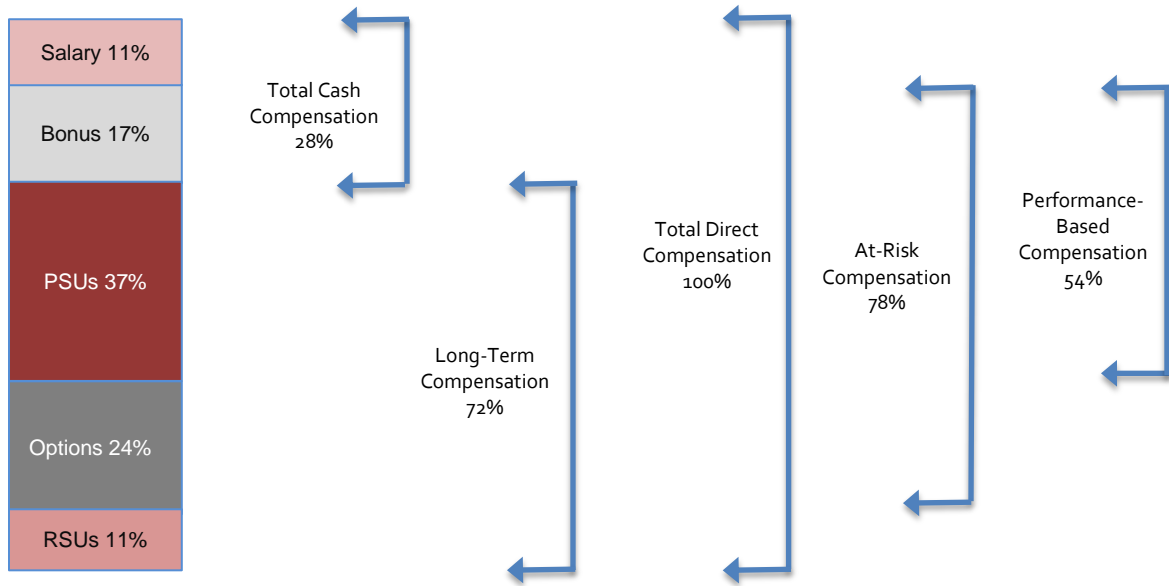 Salary 11%
Bonus 17%
PSUs 37%
Options 24%
RSUs 11%
Total Cash
Compensation
28%
Long-Term
Compensation
72%
Total Direct
Compensation
100%
At-Risk
Compensation
78%
Performance-
Based
Compensation
54%